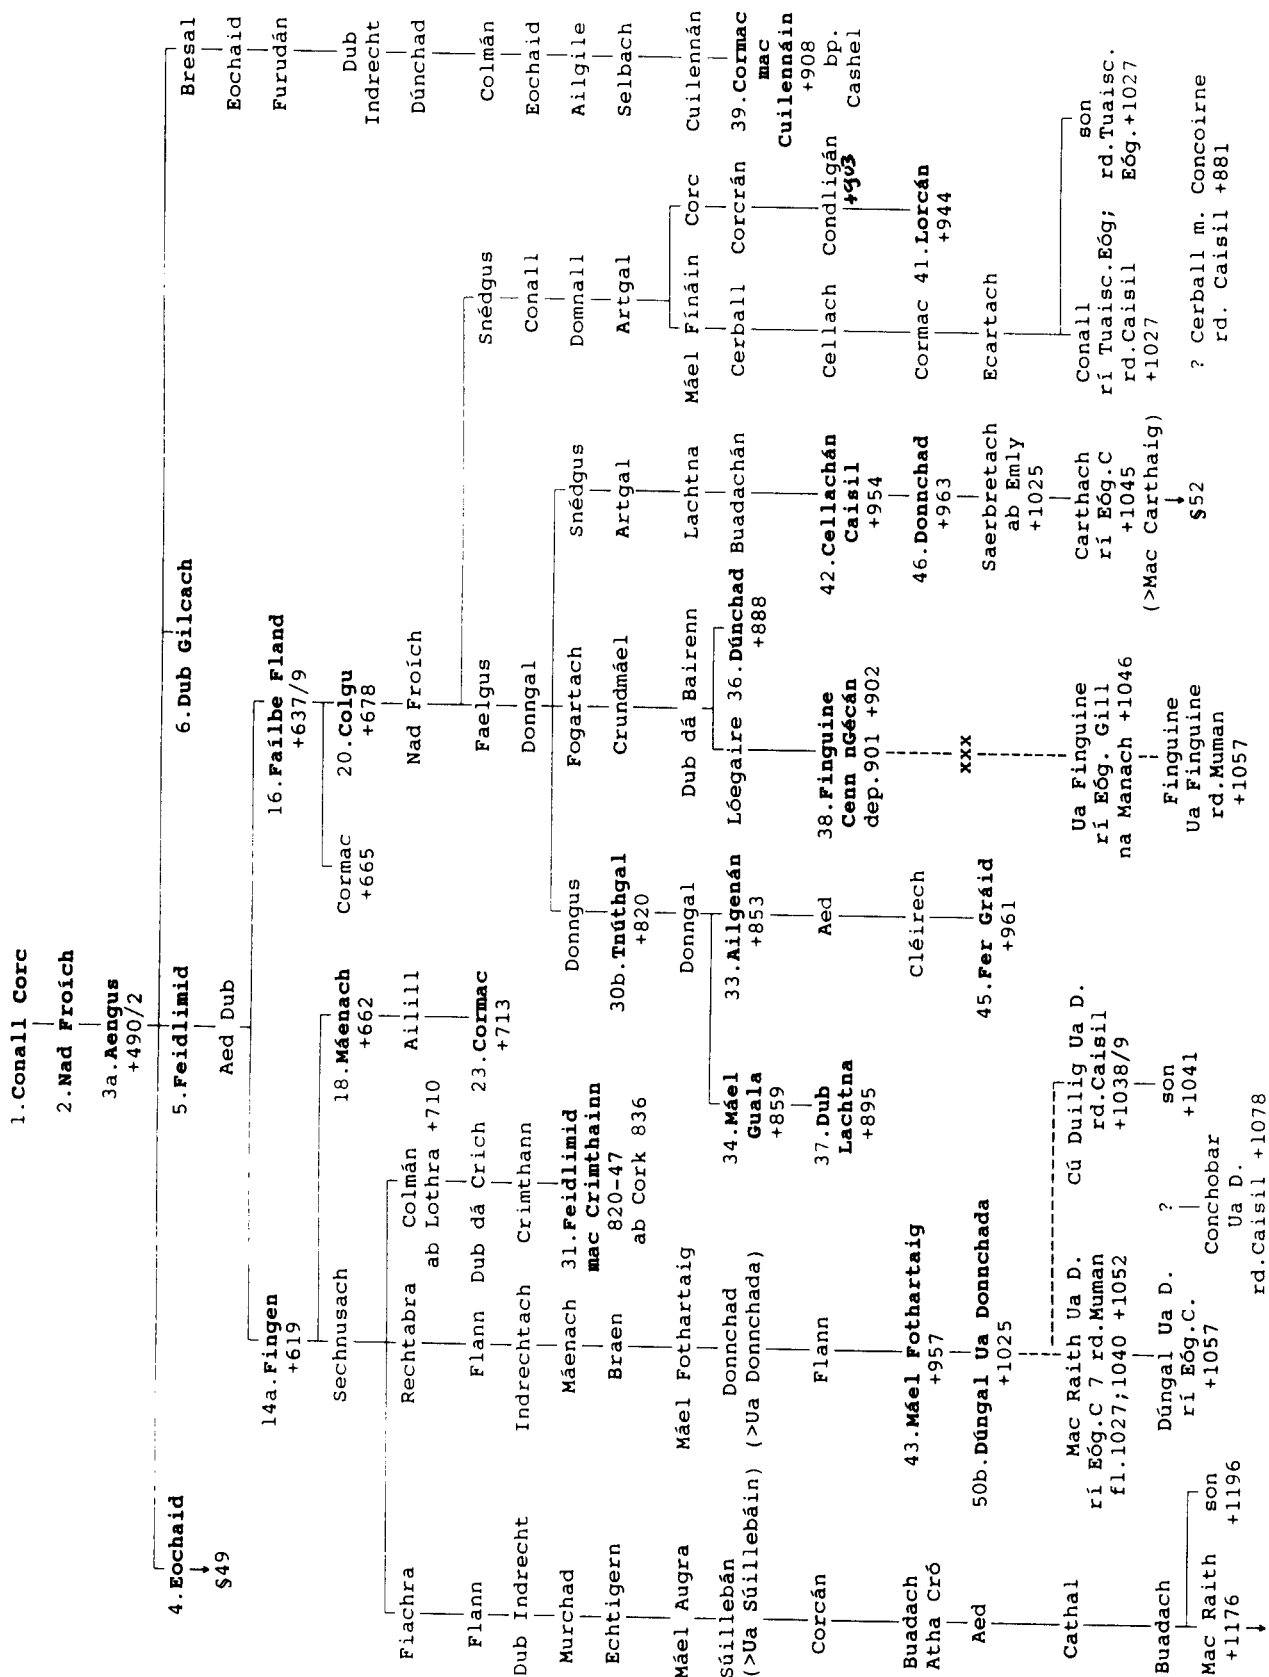 1.Conall Corc
2.Nad Froích
3a.Aengus
+490/2
4.Eochaid
§49
5.Feidlimid
6.Dub Gilcach
Bresal
Eochaid
Furudán
Dub
Indrecht
Dúnchad
Colmán
Eochaid
Ailgile
Selbach
Cuilennán
39.Cormac
mac
Cuilennáin
+908
bp.
Cashel
Aed Dub
14a.Fingen
+619
16.Faílbe Fland
+637/9
Sechnusach
18.Máenach
+662
Cormac
+665
20.Colgu
+678
Fiachra
Rechtabra
Colmán
ab Lothra +710
Ailill
Nad Froích
Flann
Flann
Dub dá Crich
23.Cormac
+713
Faelgus
Snédgus
Dub Indrecht
Indrechtach
Crimthann
Donngal
Conall
Murchad
Máenach
31.Feidlimid
mac Crimthainn
820-47
ab Cork 836
Donngus
Fogartach
Snédgus
Domnall
Echtigern
Braen
30b.Tnúthgal
+820
Crundmáel
Artgal
Artgal
Máel Augra
Máel Fothartaig
Donngal
Dub dá Bairenn
Lachtna
Máel Fínáin
Corc
Súillebán
(>Ua Súillebáin)
Donnchad
(>Ua Donnchada)
34.Máel
Guala
+859
33.Ailgenán
+853
Lóegaire
36.Dúnchad
+888
Buadachán
Cerball
Corcrán
Corcán
Flann
37.Dub
Lachtna
+895
Aed
38.Finguine
Cenn nGécán
dep.901 +902
42.Cellachán
Caisil
+954
Cellach
Condligán
+903
Buadach
Atha Cró
43.Máel Fothartaig
+957
Cléirech
46.Donnchad
+963
Cormac
41.Lorcán
+944
Aed
50b.Dúngal Ua Donnchada
+1025
45.Fer Gráid
+961
xxx
Saerbretach
ab Emly
+1025
Ecartach
Cathal
Mac Raith Ua D.
rí Eóg.C 7 rd.Muman
fl.1027;1040 +1052
Cú Duilig Ua D.
rd.Caisil
+1038/9
Ua Finguine
rí Eóg. Gill
na Manach +1046
Carthach
rí Eóg.C
+1045
(>Mac Carthaig)
§52
Conall
rí Tuaisc.Eóg;
rd.Caisil
+1027
son
rd.Tuaisc.
Eóg.+1027
Buadach
Dúngal Ua D.
rí Eóg.C.
+1057
?
Conchobar
Ua D.
rd.Caisil +1078
son
+1041
Finguine
Ua Finguine
rd.Muman
+1057
? Cerball m. Concoirne
rd. Caisil +881
Mac Raith
+1176
son
+1196